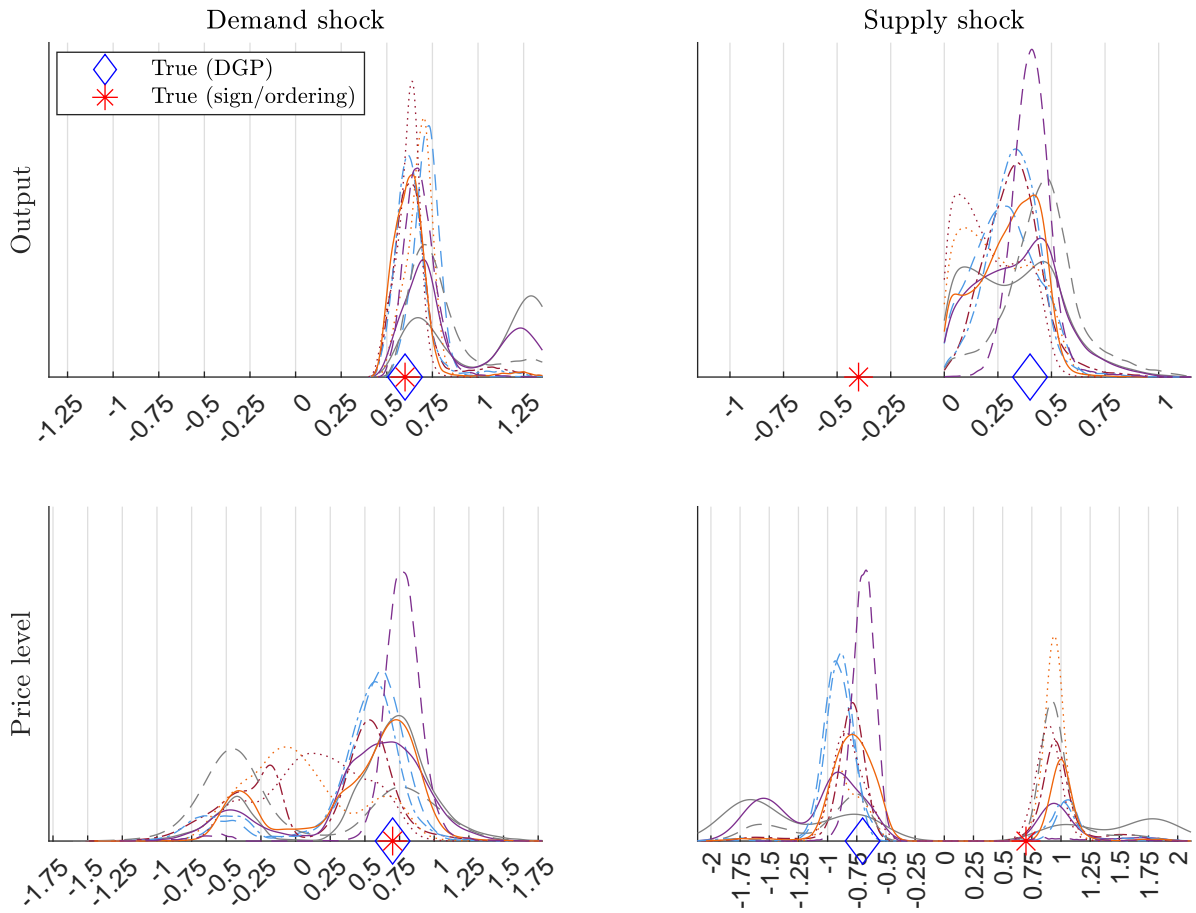 Demand shock
Supply shock
True (DGP)
True (sign/ordering)
Output
-1.25 -1 -0.75 -0.5 -0.25 0 0.25 0.5 0.75 1 1.25
-1 -0.75 -0.5 -0.25 0 0.25 0.5 0.75 1
Price level
-1.75 -1.5 -1.25 -1 -0.75 -0.5 -0.25 0 0.25 0.5 0.75 1 1.25 1.5 1.75
-2 -1.75 -1.5 -1.25 -1 -0.75 -0.5 -0.25 0 0.25 0.5 0.75 1 1.25 1.5 1.75 2